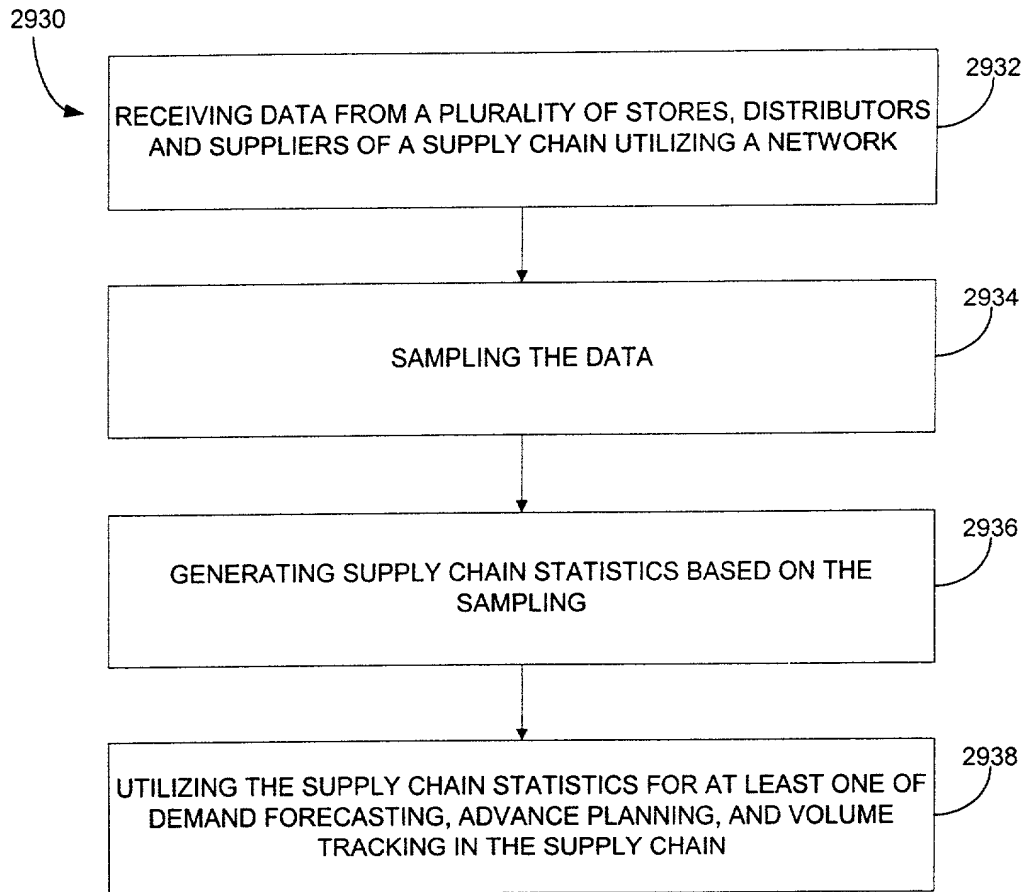 2930
2932
RECEIVING DATA FROM A PLURALITY OF STORES, DISTRIBUTORS
AND SUPPLIERS OF A SUPPLY CHAIN UTILIZING A NETWORK
2934
SAMPLING THE DATA
2936
GENERATING SUPPLY CHAIN STATISTICS BASED ON THE
SAMPLING
2938
UTILIZING THE SUPPLY CHAIN STATISTICS FOR AT LEAST ONE OF
DEMAND FORECASTING, ADVANCE PLANNING, AND VOLUME
TRACKING IN THE SUPPLY CHAIN